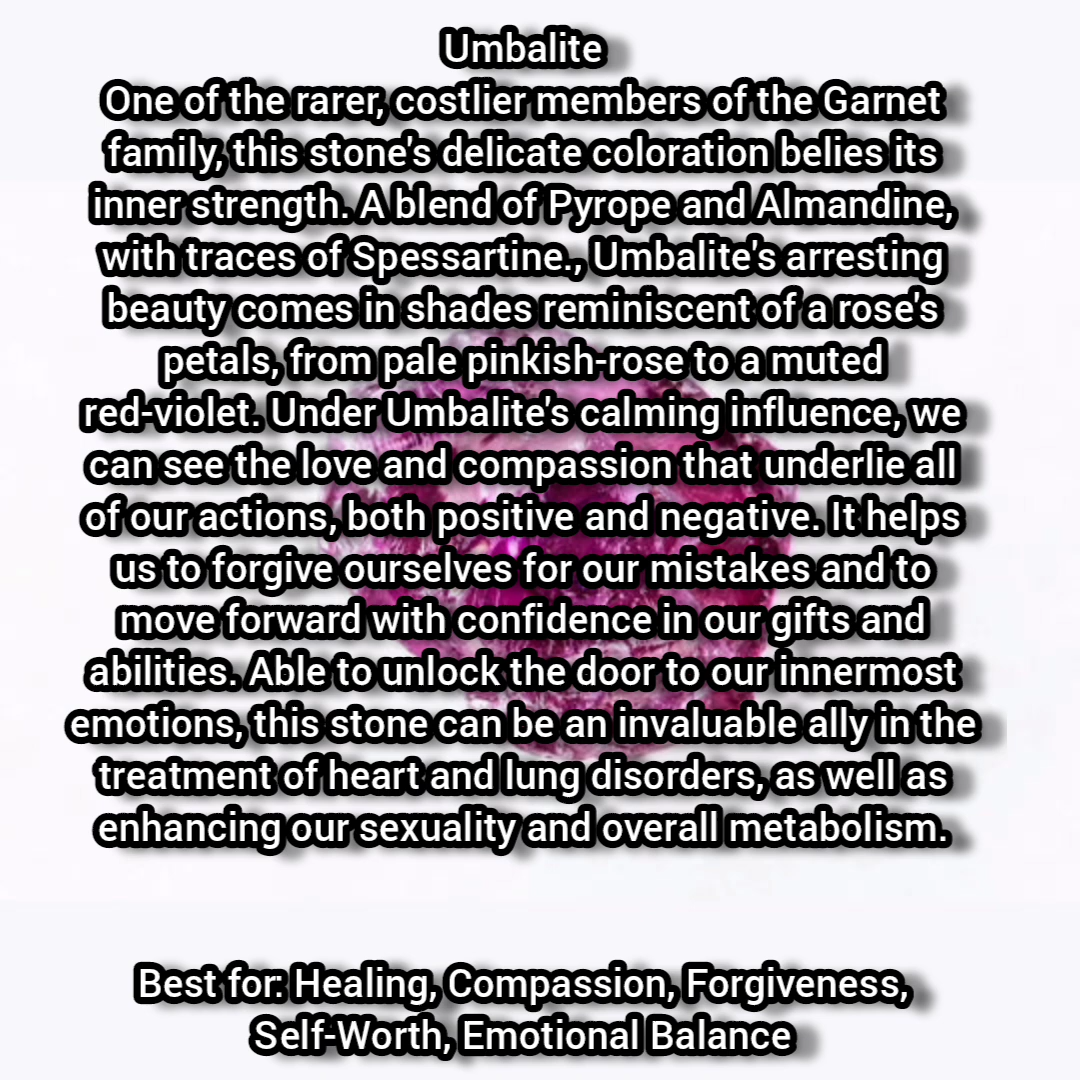 Umbalite
One of the rarer, costlier members of the Garnet
family, this stone's delicate coloration belies its
inner strength. A blend of Pyrope and Almandine,
with traces of Spessartine., Umbalite's arresting
beauty comes in shades reminiscent of a rose's
petals, from pale pinkish-rose to a muted
red-violet. Under Umbalite's calming influence, we
can see the love and compassion that underlie all
of our actions, both positive and negative. It helps
us to forgive ourselves for our mistakes and to
move forward with confidence in our gifts and
abilities. Able to unlock the door to our innermost
emotions, this stone can be an invaluable ally in the
treatment of heart and lung disorders, as well as
enhancing our sexuality and overall metabolism.
Best for: Healing, Compassion, Forgiveness,
Self-Worth, Emotional Balance